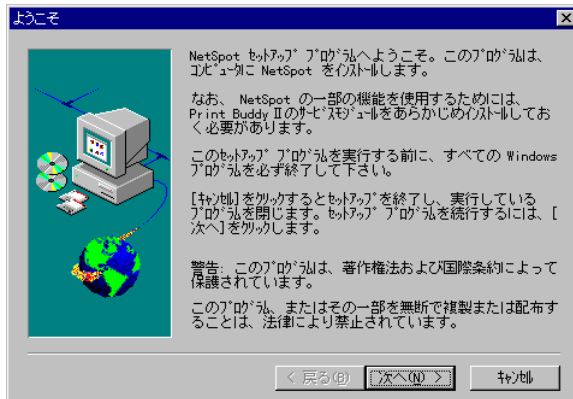 ようこそ
NetSpot ｾｯﾄｱｯﾌﾟ ﾌﾟﾛｸﾞﾗﾑへようこそ。このﾌﾟﾛｸﾞﾗﾑは、
ｺﾝﾋﾟｭｰﾀに NetSpot をｲﾝｽﾄｰﾙします。
なお、 NetSpot の一部の機能を使用するためには、
Print Buddy IIのｻｰﾋﾞｽﾓｼﾞｭｰﾙをあらかじめｲﾝｽﾄｰﾙしてお
く必要があります。
このｾｯﾄｱｯﾌﾟ ﾌﾟﾛｸﾞﾗﾑを実行する前に、すべての Windows
ﾌﾟﾛｸﾞﾗﾑを必ず終了して下さい。
[ｷｬﾝｾﾙ]をｸﾘｯｸするとｾｯﾄｱｯﾌﾟを終了し、実行している
ﾌﾟﾛｸﾞﾗﾑを閉じます。ｾｯﾄｱｯﾌﾟ ﾌﾟﾛｸﾞﾗﾑを続行するには、[
次へ]をｸﾘｯｸします。
警告: このﾌﾟﾛｸﾞﾗﾑは、著作権法および国際条約によって
保護されています。
このﾌﾟﾛｸﾞﾗﾑ、またはその一部を無断で複製または配布す
ることは、法律により禁止されています。
< 戻る(B) 次へ(N) > ｷｬﾝｾﾙ